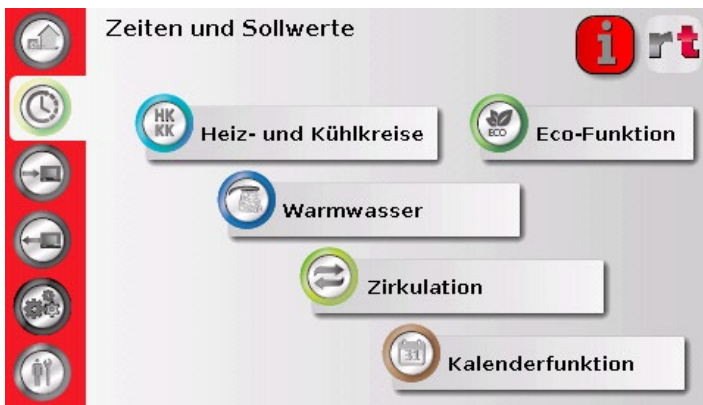 Zeiten und Sollwerte
i
rt
HK
KK
Heiz- und Kühlkreise
ECO
Eco-Funktion
Warmwasser
Zirkulation
31
Kalenderfunktion